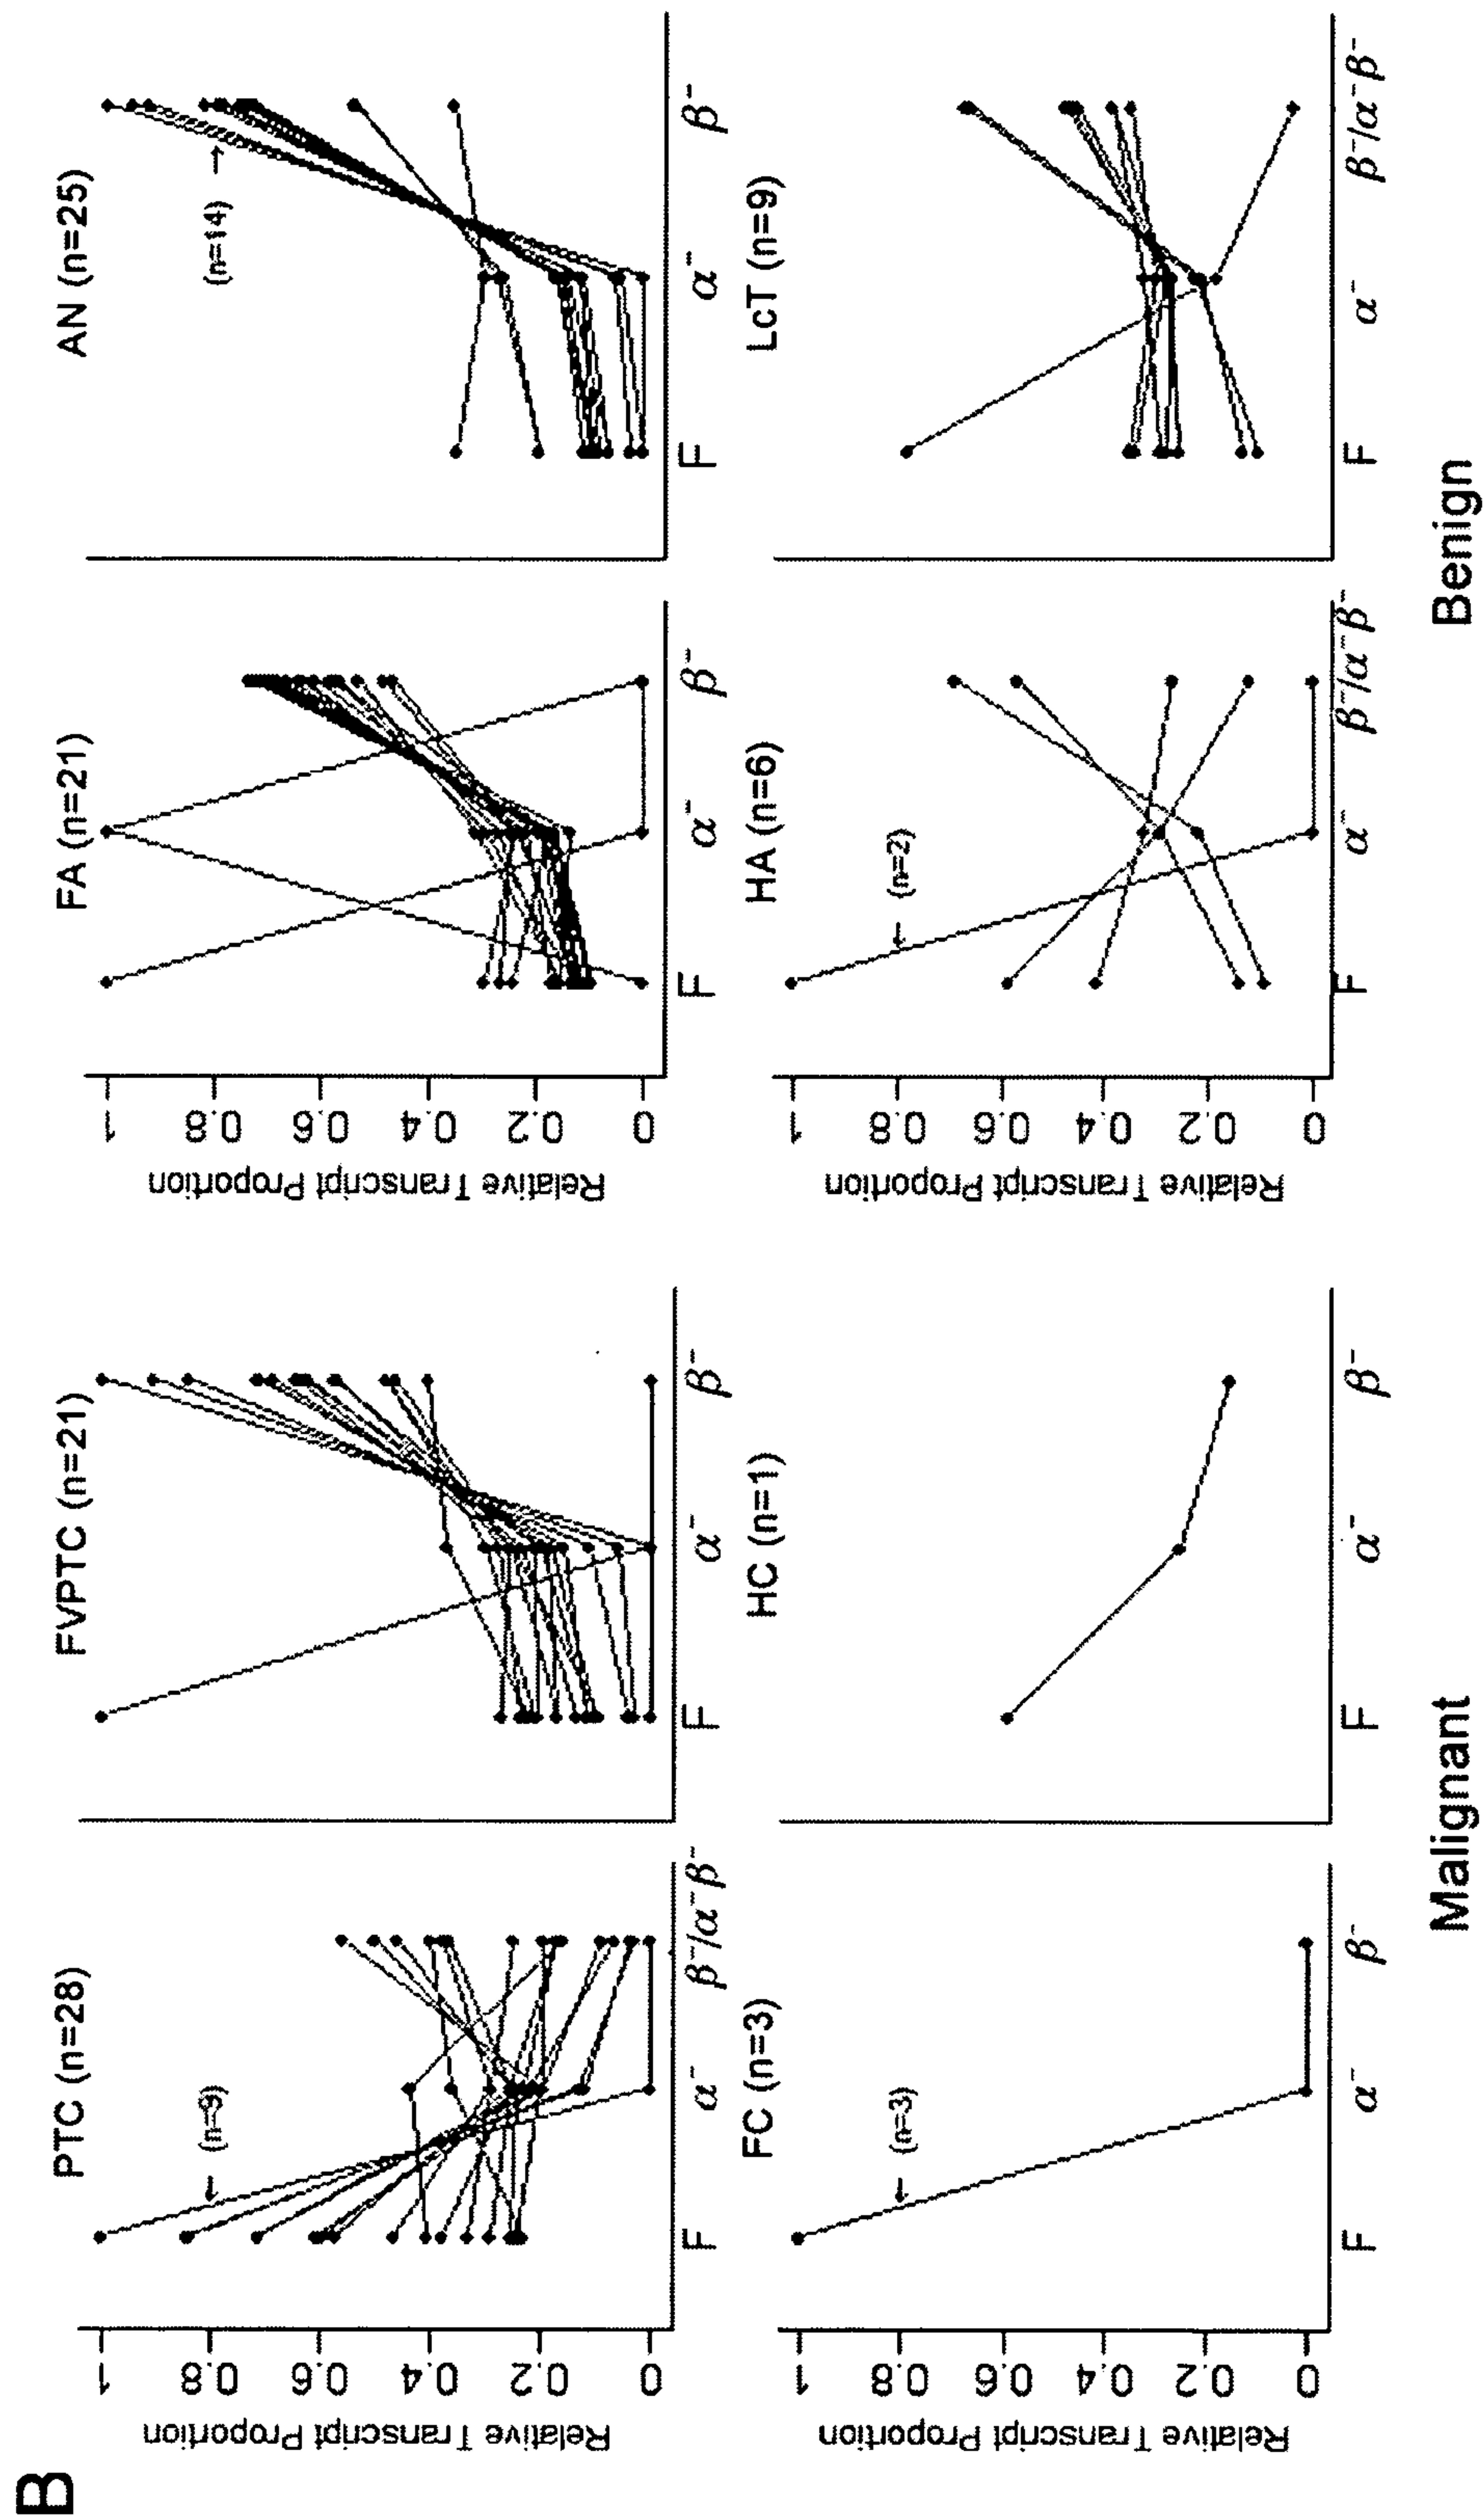 B
PTC (n=28)
(n=9)
Relative Transcript Proportion
1
0.8
0.6
0.4
0.2
0
F
α⁻
β⁻/α⁻β⁻
FVPTC (n=21)
F
α⁻
β⁻
FA (n=21)
Relative Transcript Proportion
1
0.8
0.6
0.4
0.2
0
F
α⁻
β⁻
AN (n=25)
(n=14)
F
α⁻
β⁻
FC (n=3)
(n=3)
Relative Transcript Proportion
1
0.8
0.6
0.4
0.2
0
F
α⁻
β⁻
HC (n=1)
F
α⁻
β⁻
HA (n=6)
(n=2)
Relative Transcript Proportion
1
0.8
0.6
0.4
0.2
0
F
α⁻
β⁻/α⁻β⁻
LcT (n=9)
F
α⁻
β⁻/α⁻β⁻
Malignant
Benign